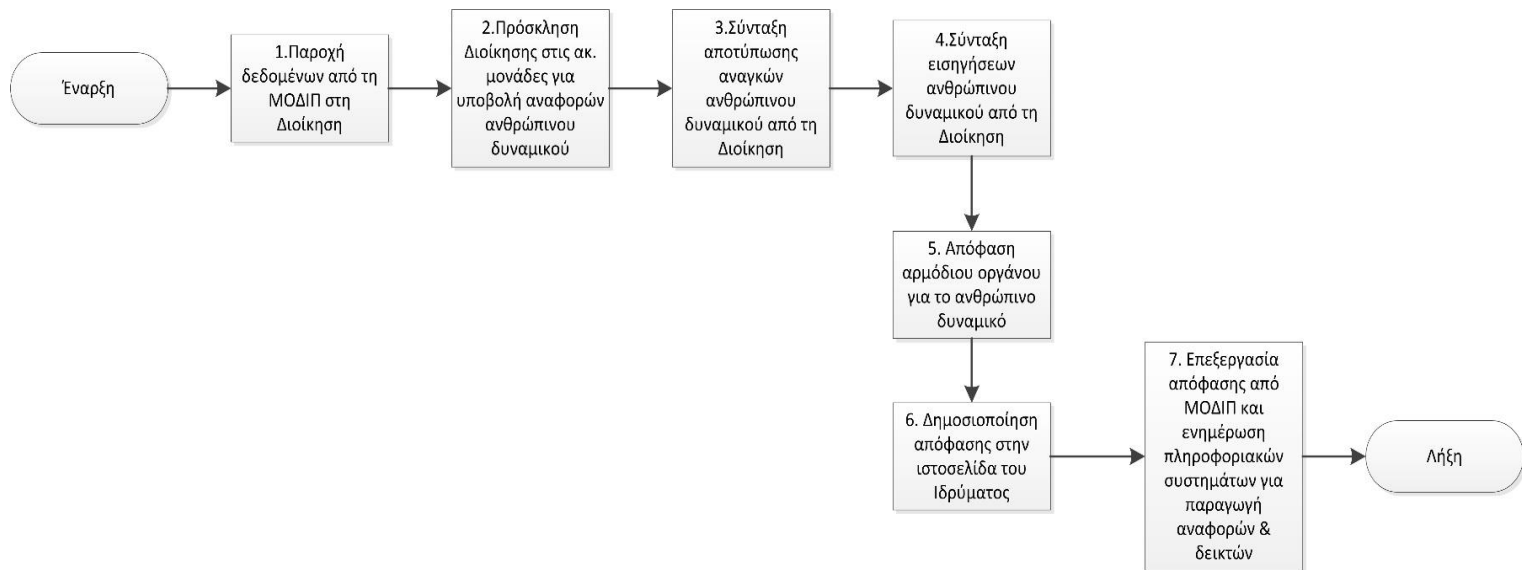 Έναρξη
1.Παροχή
δεδομένων από τη
ΜΟΔΙΠ στη
Διοίκηση
2.Πρόσκληση
Διοίκησης στις ακ.
μονάδες για
υποβολή αναφορών
ανθρώπινου
δυναμικού
3.Σύνταξη
αποτύπωσης
αναγκών
ανθρώπινου
δυναμικού από τη
Διοίκηση
4.Σύνταξη
εισηγήσεων
ανθρώπινου
δυναμικού από τη
Διοίκηση
5. Απόφαση
αρμόδιου οργάνου
για το ανθρώπινο
δυναμικό
6. Δημοσιοποίηση
απόφασης στην
ιστοσελίδα του
Ιδρύματος
7. Επεξεργασία
απόφασης από
ΜΟΔΙΠ και
ενημέρωση
πληροφοριακών
συστημάτων για
παραγωγή
αναφορών &
δεικτών
Λήξη